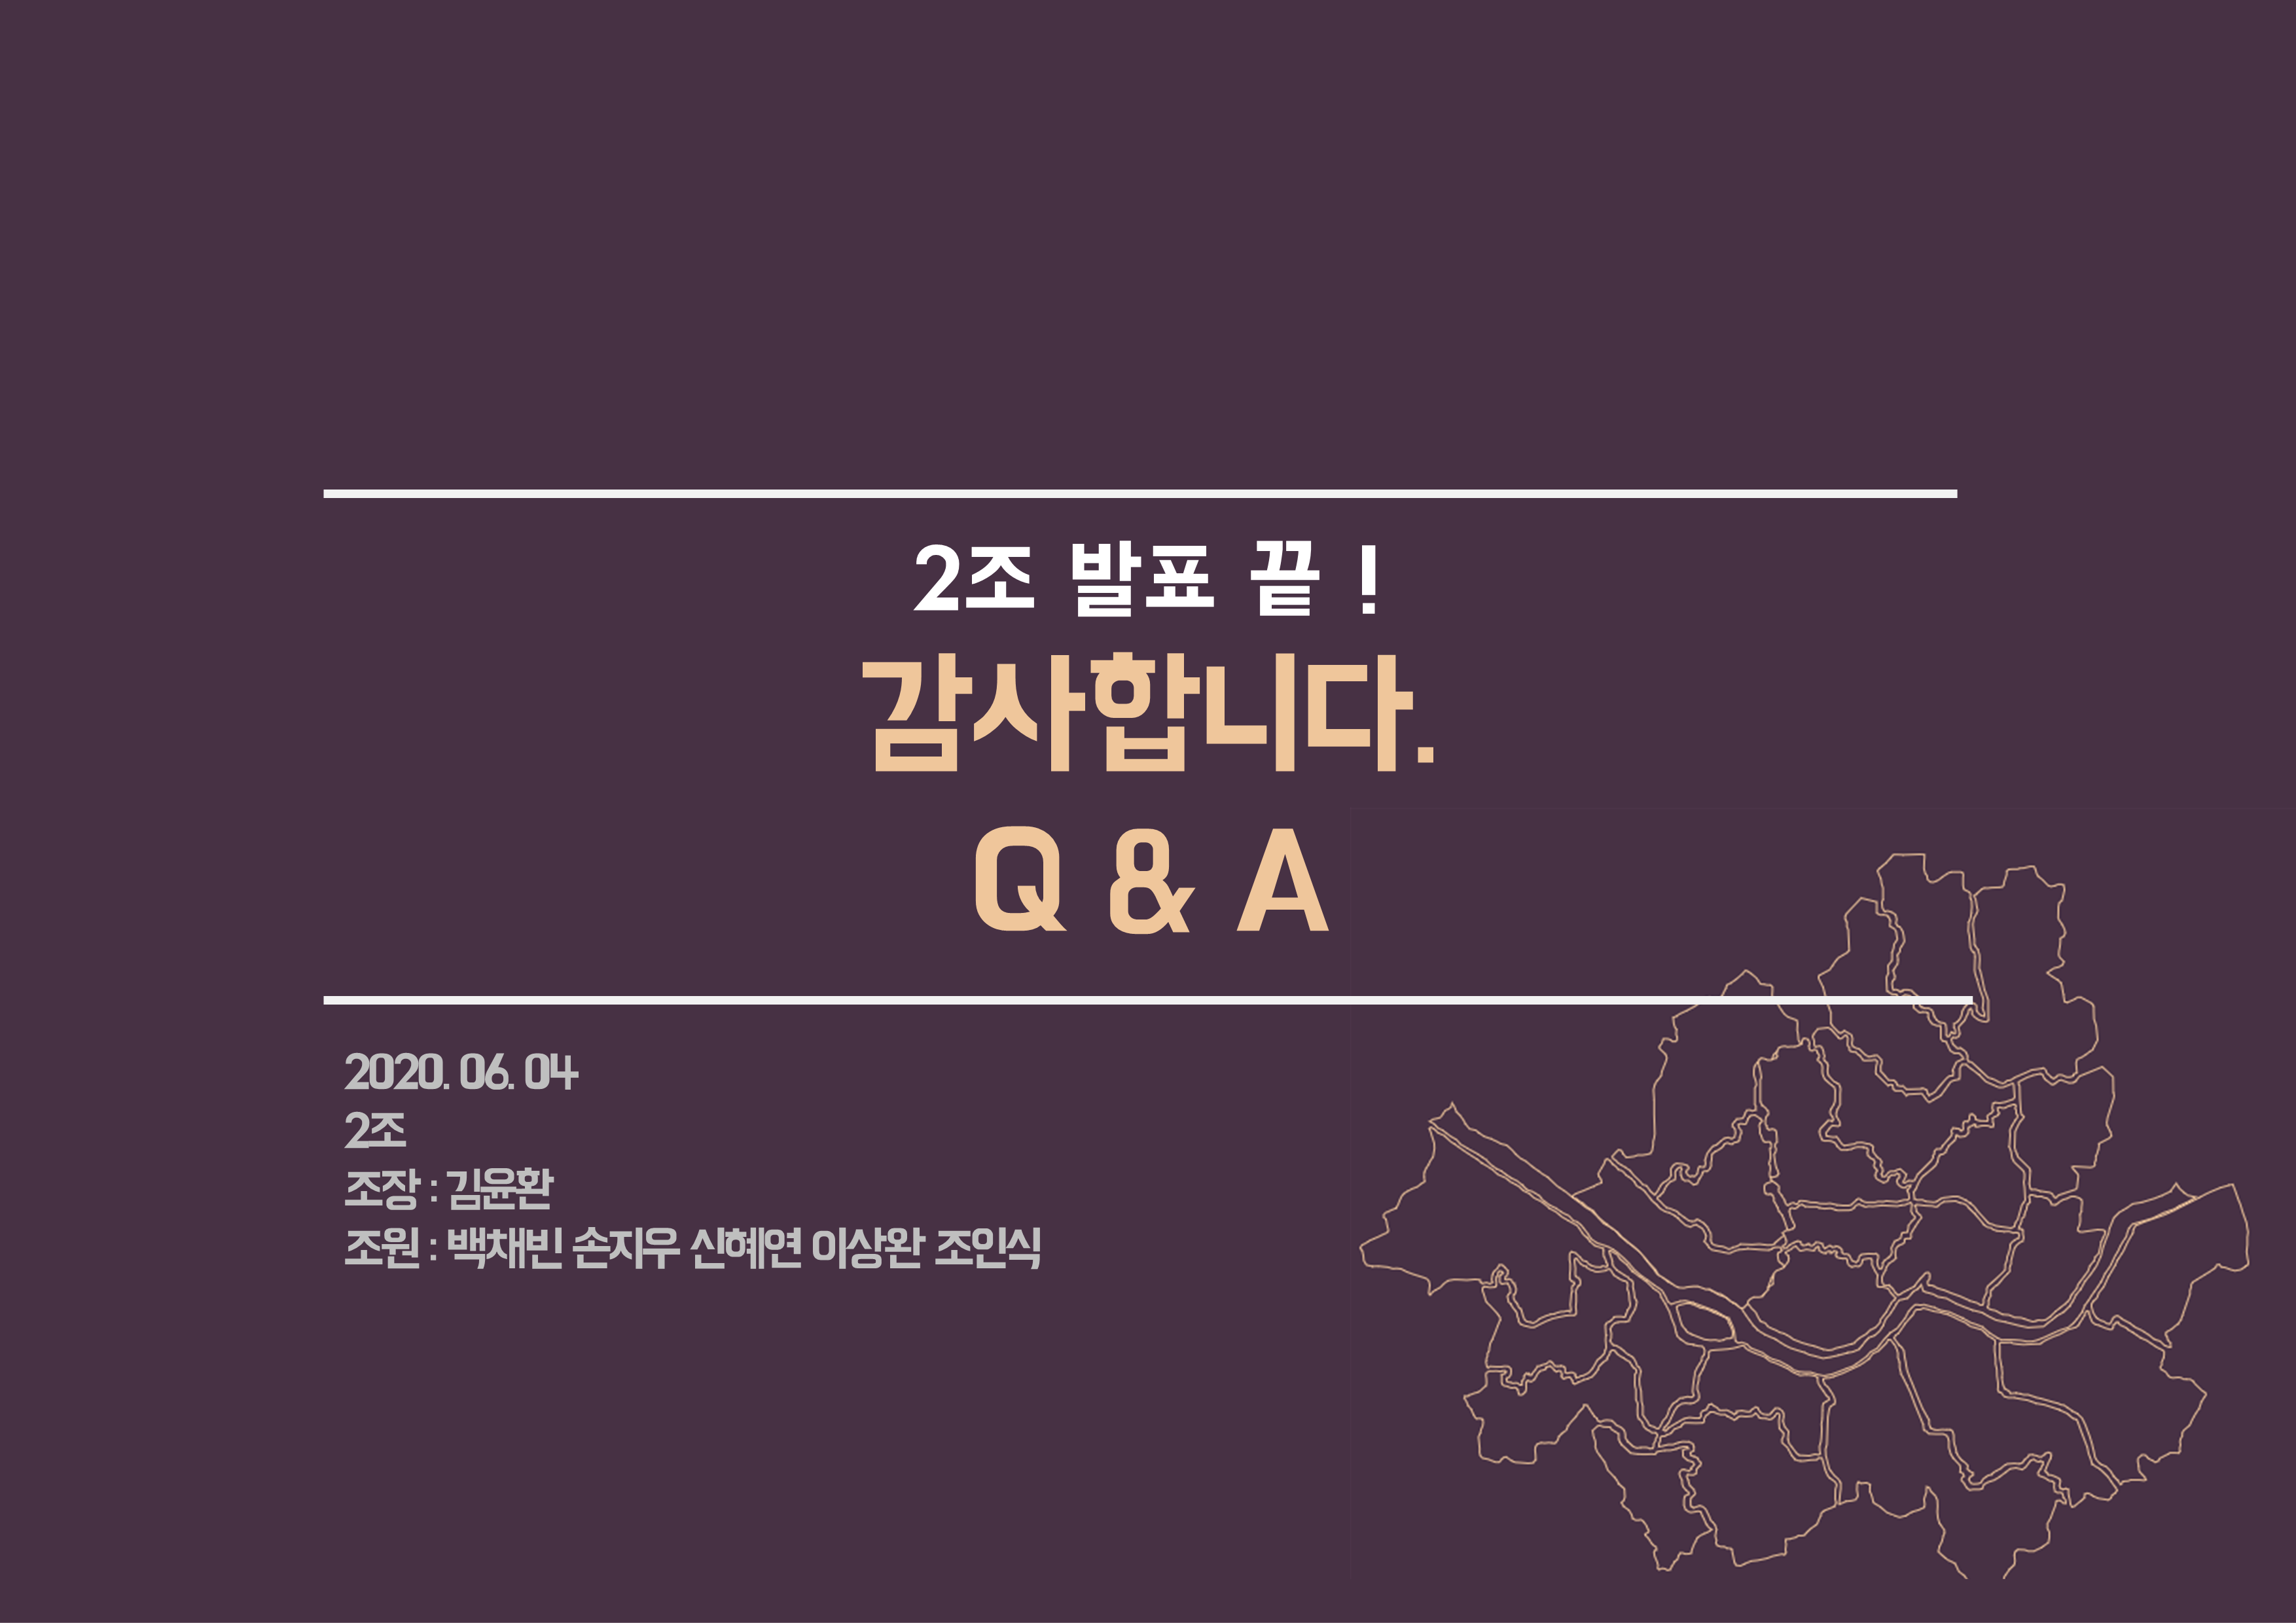 2조 발표 끝 !
감사합니다.
Q & A
2020. 06. 04
2조
조장 : 김윤환
조원 : 백채빈 손재우 신혜연 이상완 조인식